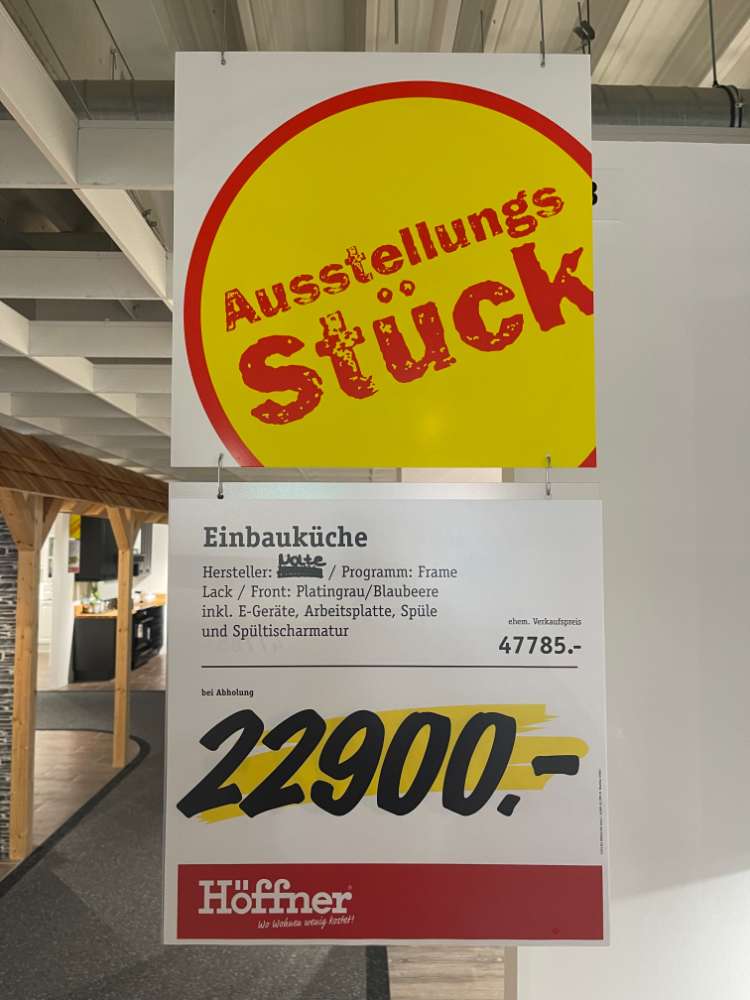 Ausstellungs
Stück
Einbauküche
Hersteller: Nolte / Programm: Frame
Lack / Front: Platingrau/Blaubeere
inkl. E-Geräte, Arbeitsplatte, Spüle
und Spültischarmatur
ehem. Verkaufspreis
47785.-
bei Abholung
22900.-
Höffner
Wo Wohnen wenig kostet!